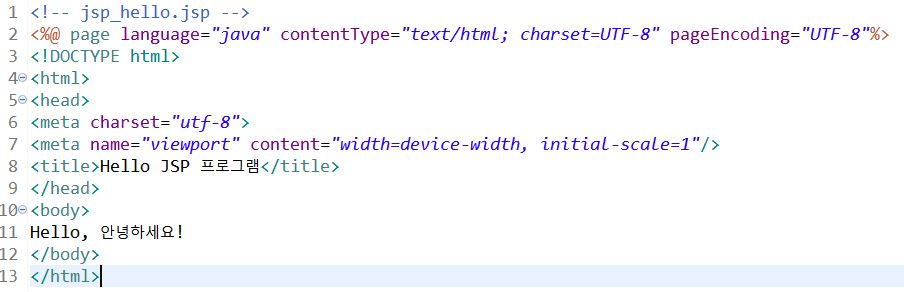 1 <!-- jsp_hello.jsp -->
2 <%@ page language="java" contentType="text/html; charset=UTF-8" pageEncoding="UTF-8"%>
3 <!DOCTYPE html>
4 <html>
5 <head>
6 <meta charset="utf-8">
7 <meta name="viewport" content="width=device-width, initial-scale=1"/>
8 <title>Hello JSP 프로그램</title>
9 </head>
10 <body>
11 Hello, 안녕하세요!
12 </body>
13 </html>